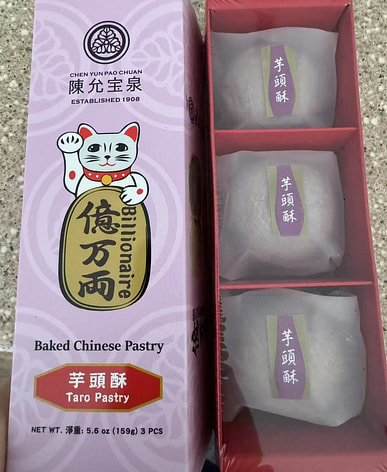 CHEN YUN PAO CHUAN
陳允宝泉
ESTABLISHED 1908
Billionaire
億万両
Baked Chinese Pastry
芋頭酥
Taro Pastry
NET WT. 淨重: 5.6 oz (159g) 3 PCS
芋頭酥
芋頭酥
芋頭酥